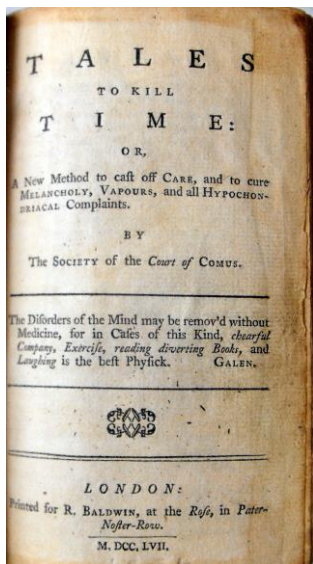 TALES
TO KILL
TIME:
OR,
A New Method to caſt off CARE, and to cure
MELANCHOLY, VAPOURS, and all HYPOCHON-
DRIACAL Complaints.
BY
The SOCIETY of the Court of COMUS.
The Diſorders of the Mind may be remov'd without
Medicine, for in Caſes of this Kind, chearful
Company, Exerciſe, reading diverting Books, and
Laughing is the beſt Phyſick. GALEN.
LONDON:
Printed for R. BALDWIN, at the Roſe, in Pater-
Noſter-Row.
M, DCC, LVII.